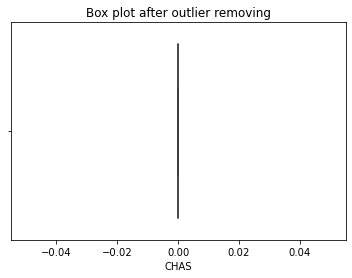 Box plot after outlier removing
−0.04 −0.02 0.00 0.02 0.04
CHAS